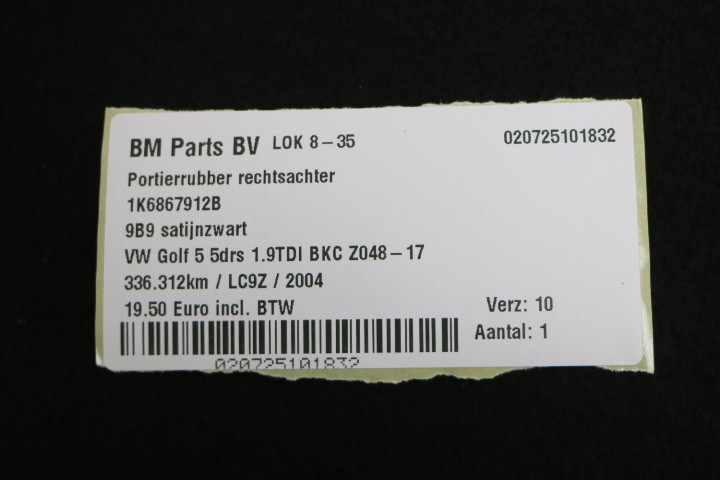 BM Parts BV LOK 8-35 020725101832
Portierrubber rechtsachter
1K6867912B
9B9 satijnzwart
VW Golf 5 5drs 1.9TDI BKC Z048-17
336.312km / LC9Z / 2004
19.50 Euro incl. BTW Verz: 10
Aantal: 1
020725101832